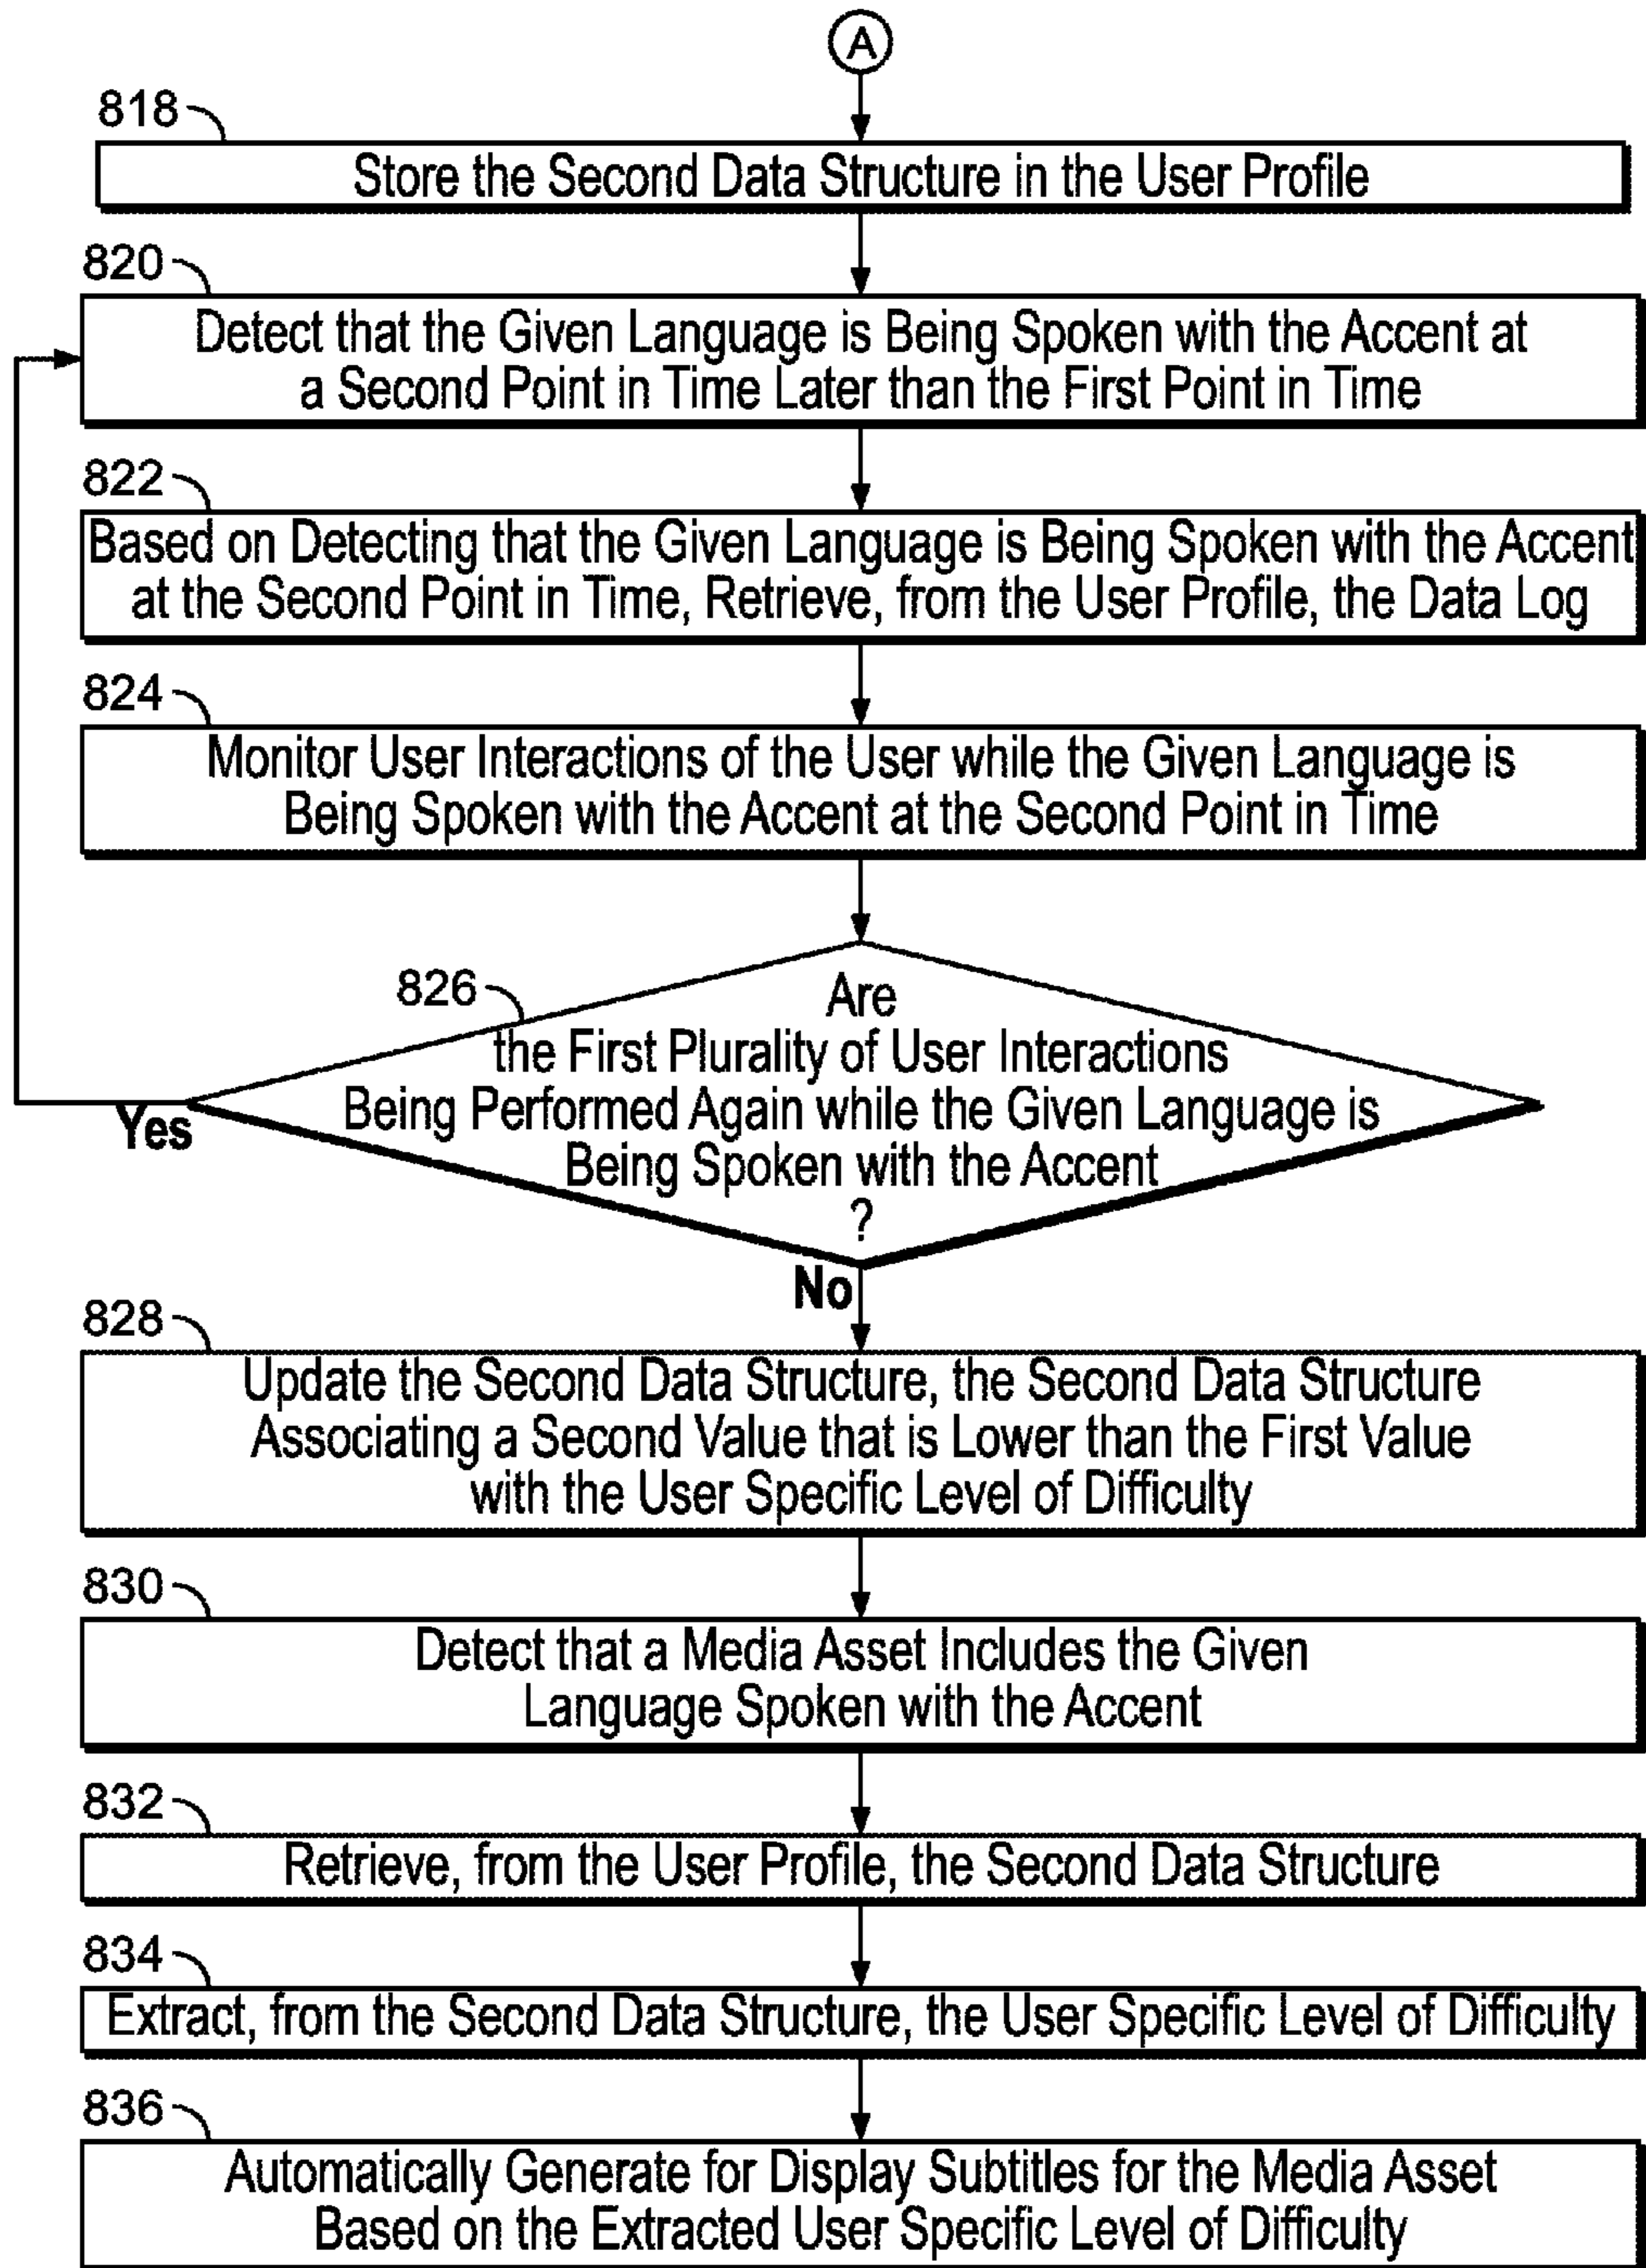 A
818
Store the Second Data Structure in the User Profile
820
Detect that the Given Language is Being Spoken with the Accent at
a Second Point in Time Later than the First Point in Time
822
Based on Detecting that the Given Language is Being Spoken with the Accent
at the Second Point in Time, Retrieve, from the User Profile, the Data Log
824
Monitor User Interactions of the User while the Given Language is
Being Spoken with the Accent at the Second Point in Time
826
Are
the First Plurality of User Interactions
Being Performed Again while the Given Language is
Being Spoken with the Accent
?
Yes
No
828
Update the Second Data Structure, the Second Data Structure
Associating a Second Value that is Lower than the First Value
with the User Specific Level of Difficulty
830
Detect that a Media Asset Includes the Given
Language Spoken with the Accent
832
Retrieve, from the User Profile, the Second Data Structure
834
Extract, from the Second Data Structure, the User Specific Level of Difficulty
836
Automatically Generate for Display Subtitles for the Media Asset
Based on the Extracted User Specific Level of Difficulty